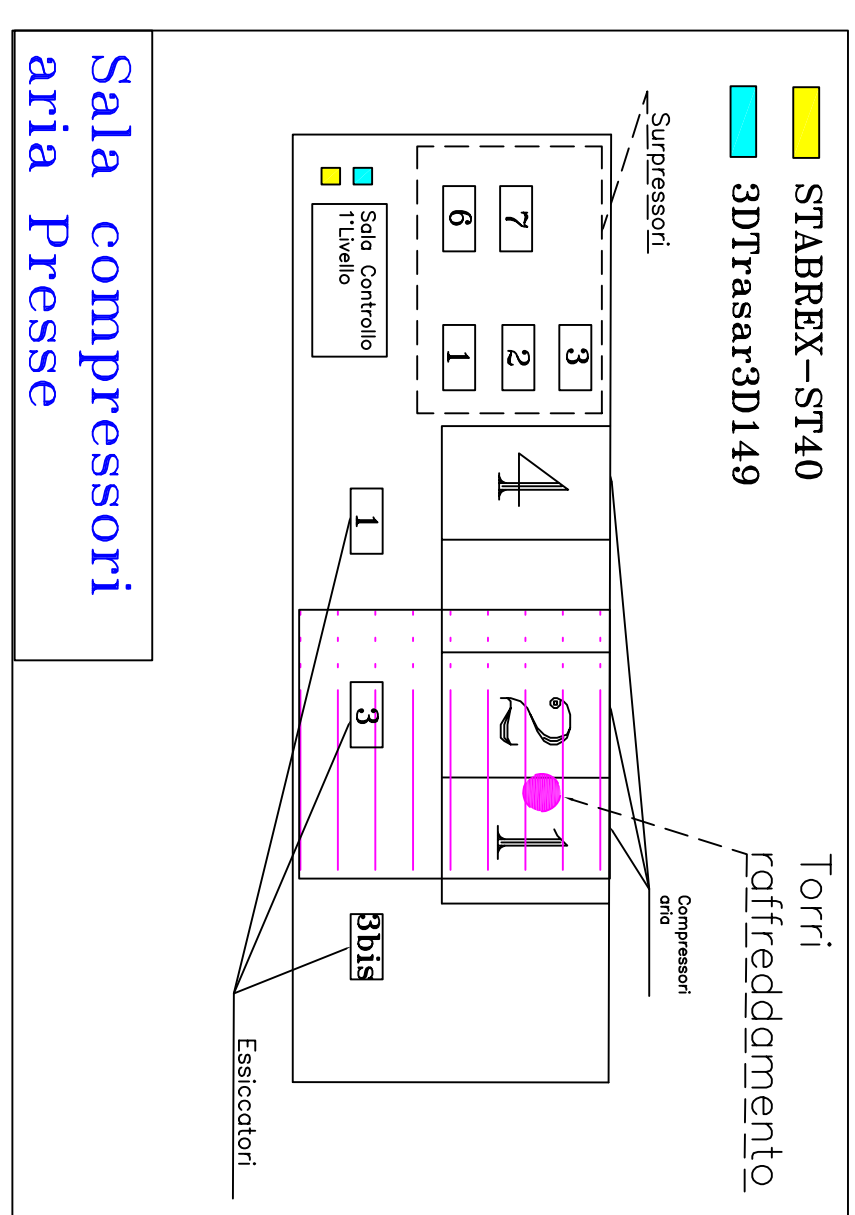 STABREX-ST40
3DTrasar3D149
Torri
raffreddamento
Surpressori
Compressori
aria
3
7
2
6
1
4
2
1
Sala Controllo
1°Livello
1
3
3bis
Essiccatori
Sala compressori
aria Presse